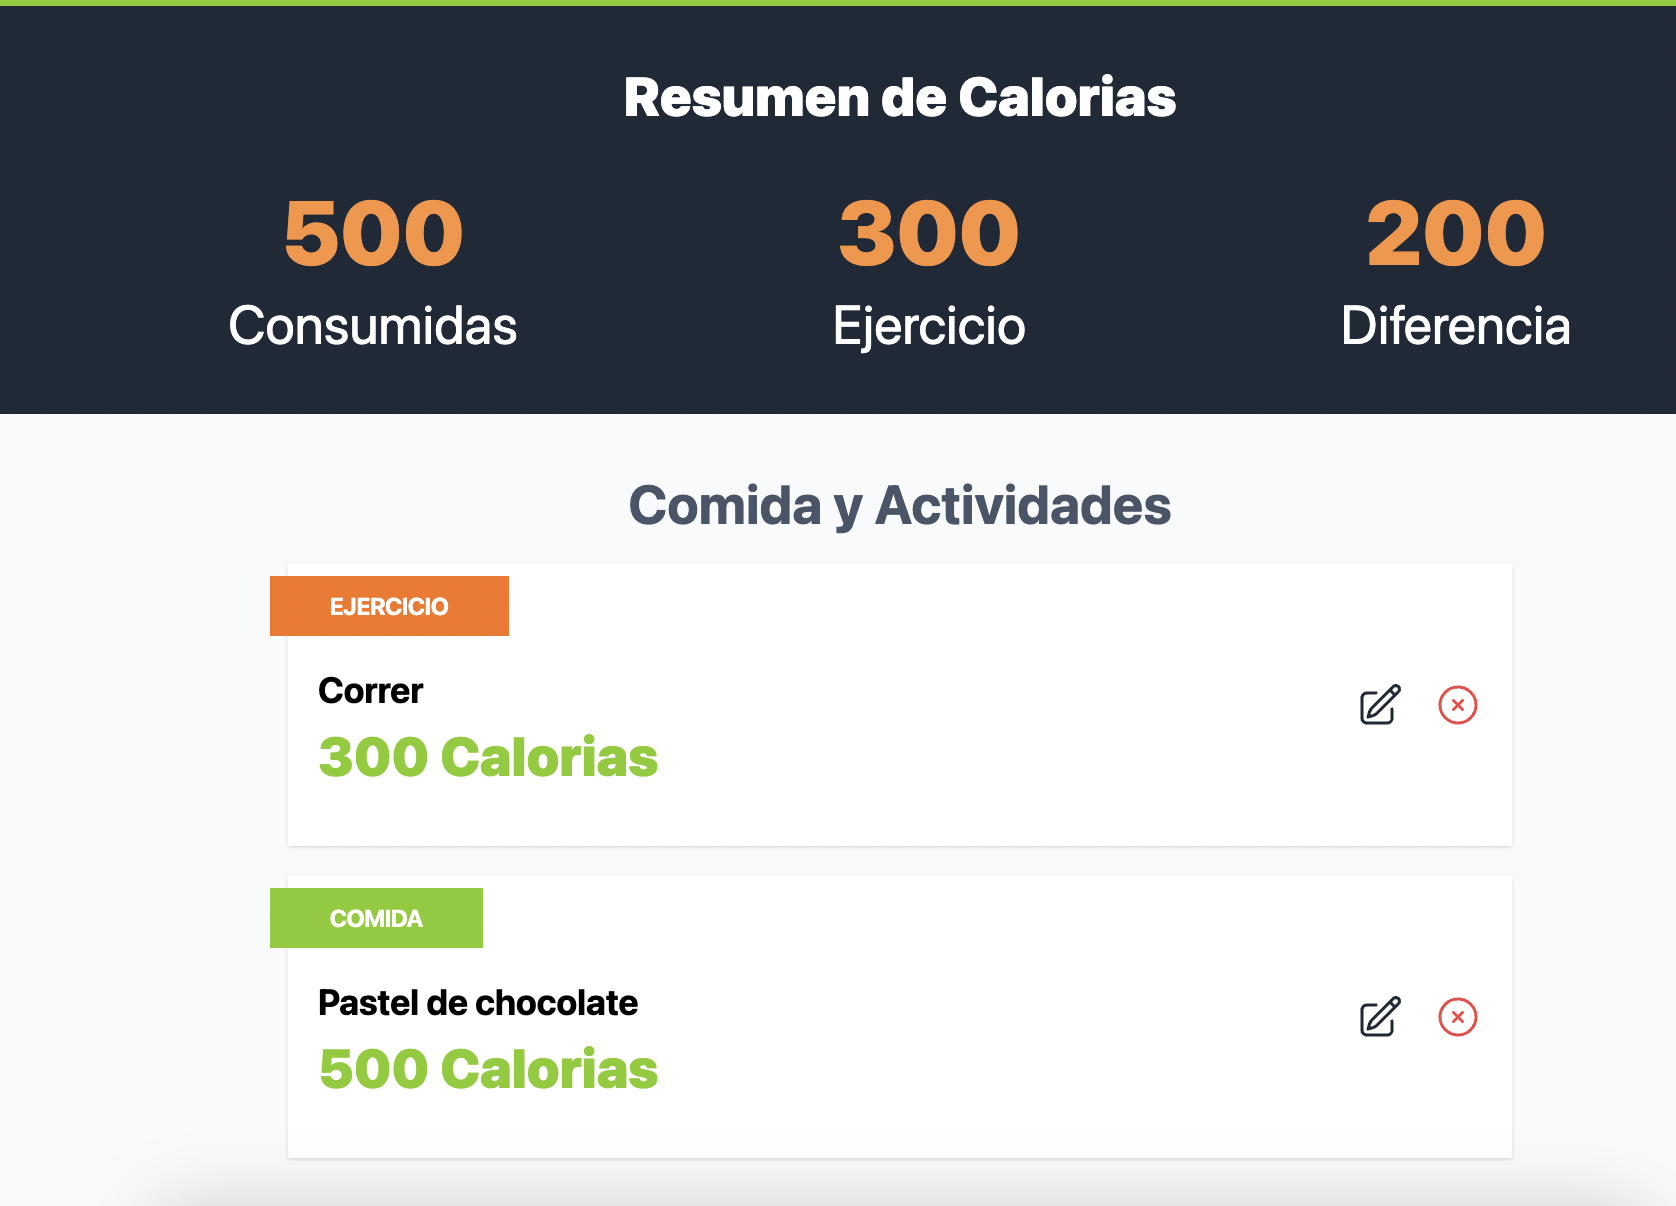 Resumen de Calorias
500
Consumidas
300
Ejercicio
200
Diferencia
Comida y Actividades
EJERCICIO
Correr
300 Calorias
COMIDA
Pastel de chocolate
500 Calorias